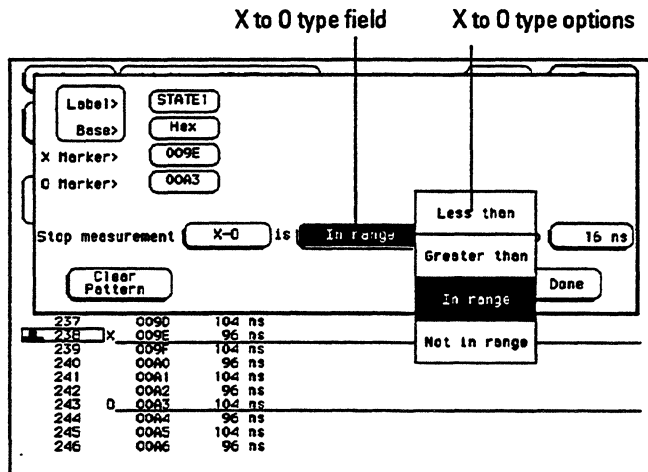 X to O type field X to O type options
Label> STATE1
Base> Hex
X Marker> 009E
O Marker> 00A3
Stop measurement X-O is In range 16 ns
Less than
Greater than
In range
Not in range
Clear Pattern Done
237 009D 104 ns
238 X 009E 96 ns
239 009F 104 ns
240 00A0 96 ns
241 00A1 104 ns
242 00A2 96 ns
243 O 00A3 104 ns
244 00A4 96 ns
245 00A5 104 ns
246 00A6 96 ns